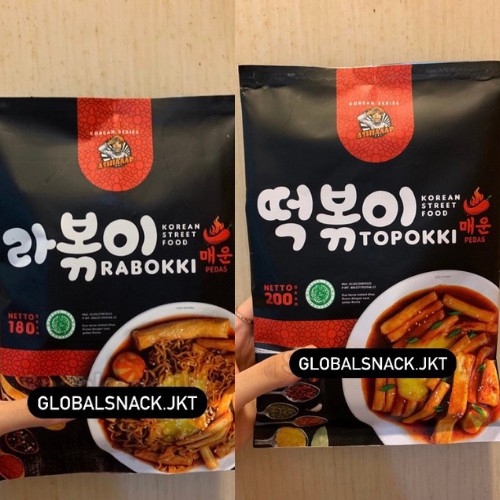 KOREAN SERIES
라볶이
KOREAN
STREET
FOOD
RABOKKI
매운
PEDAS
NETTO
180
GLOBALSNACK.JKT
KOREAN SERIES
떡볶이
KOREAN
STREET
FOOD
TOPOKKI
매운
PEDAS
NETTO
200
GLOBALSNACK.JKT